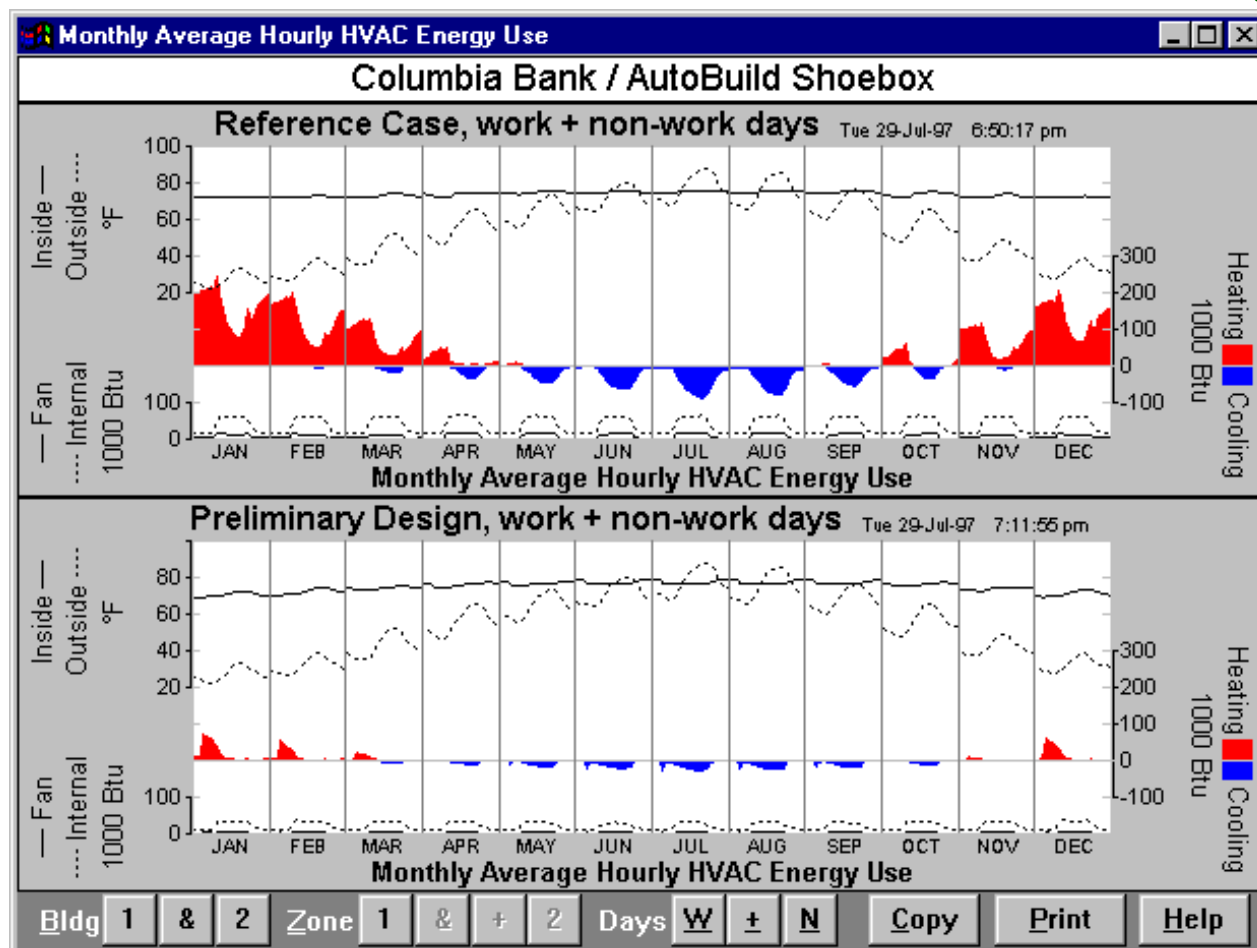 Monthly Average Hourly HVAC Energy Use
Columbia Bank / AutoBuild Shoebox
Reference Case, work + non-work days Tue 29-Jul-97 6:50:17 pm
Inside —
Outside ----
°F
100
80
60
40
20
— Fan
---- Internal
1000 Btu
100
0
300
200
100
0
-100
Heating Cooling
1000 Btu
JAN FEB MAR APR MAY JUN JUL AUG SEP OCT NOV DEC
Monthly Average Hourly HVAC Energy Use
Preliminary Design, work + non-work days Tue 29-Jul-97 7:11:55 pm
Inside —
Outside ----
°F
80
60
40
20
— Fan
---- Internal
1000 Btu
100
0
300
200
100
0
-100
Heating Cooling
1000 Btu
JAN FEB MAR APR MAY JUN JUL AUG SEP OCT NOV DEC
Monthly Average Hourly HVAC Energy Use
Bldg 1 & 2 Zone 1 & + 2 Days W ± N Copy Print Help